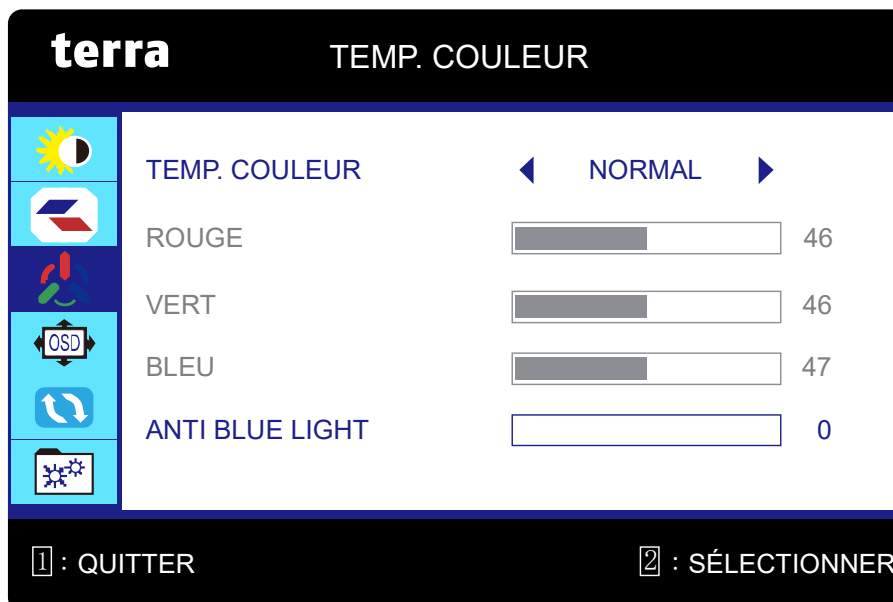 terra TEMP. COULEUR
TEMP. COULEUR NORMAL
ROUGE 46
VERT 46
OSD
BLEU 47
ANTI BLUE LIGHT 0
1 : QUITTER 2 : SÉLECTIONNER